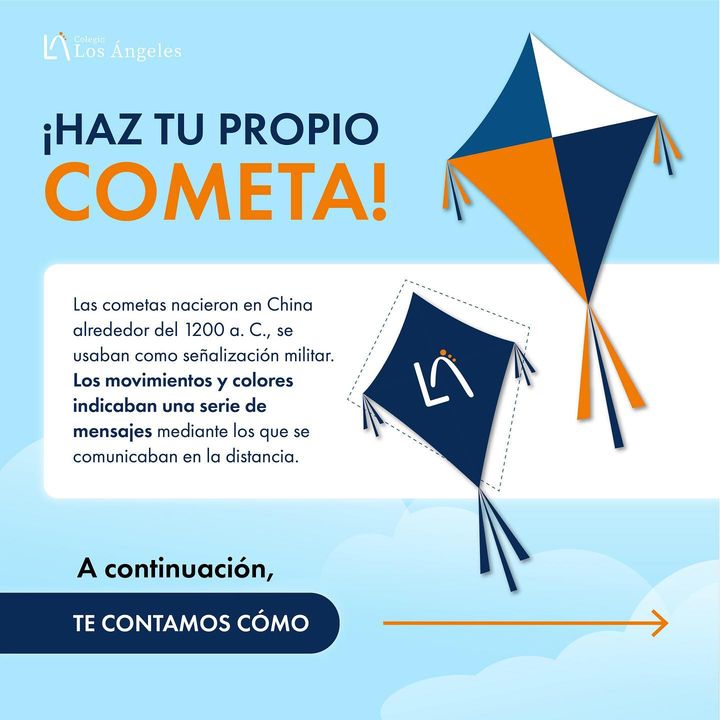 Colegio
Los Ángeles
¡HAZ TU PROPIO
COMETA!
Las cometas nacieron en China
alrededor del 1200 a. C., se
usaban como señalización militar.
Los movimientos y colores
indicaban una serie de
mensajes mediante los que se
comunicaban en la distancia.
A continuación,
TE CONTAMOS CÓMO